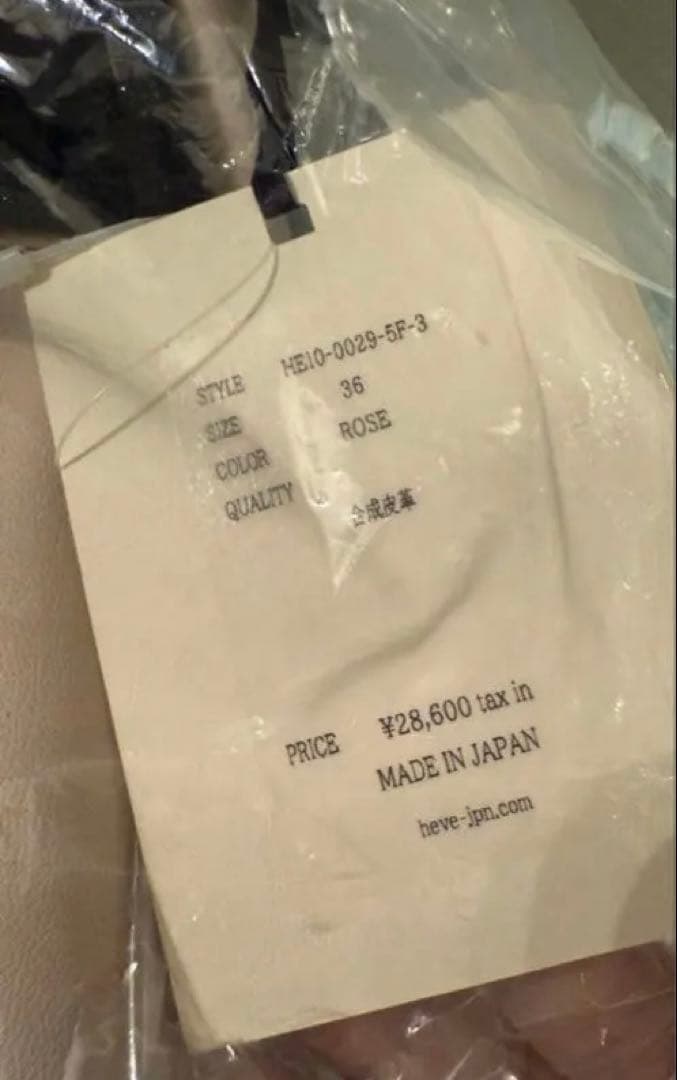 STYLE HE10-0029-5F-3
SIZE 36
COLOR ROSE
QUALITY 合成皮革
PRICE ¥28,600 tax in
MADE IN JAPAN
heve-jpn.com